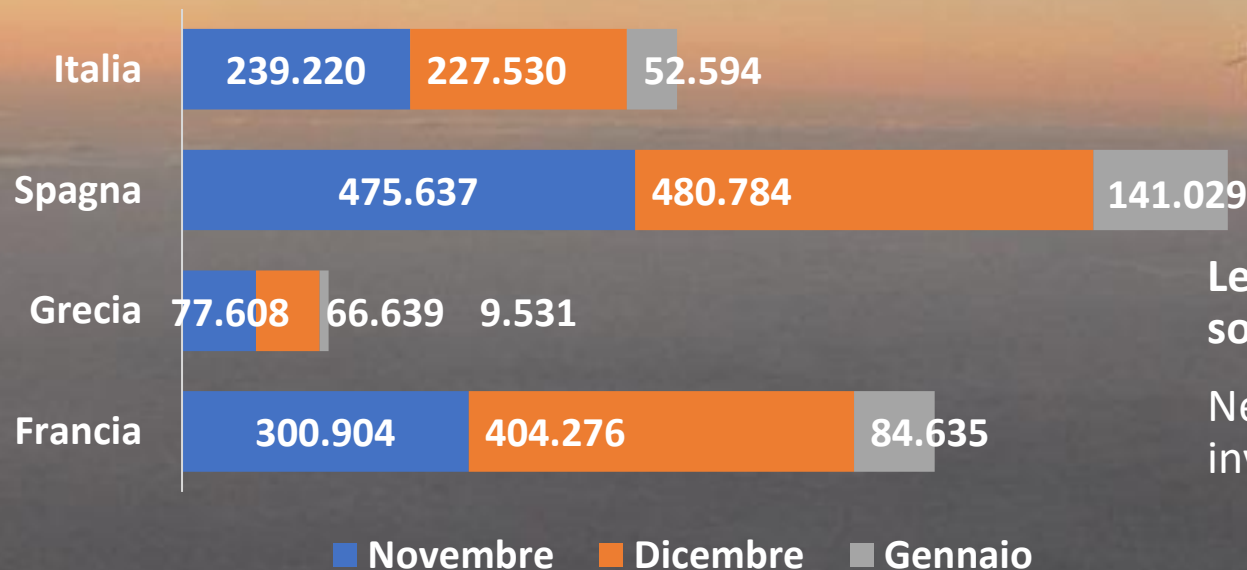 Italia 239.220 227.530 52.594
Spagna 475.637 480.784 141.029
Grecia 77.608 66.639 9.531
Francia 300.904 404.276 84.635
Novembre Dicembre Gennaio
Le